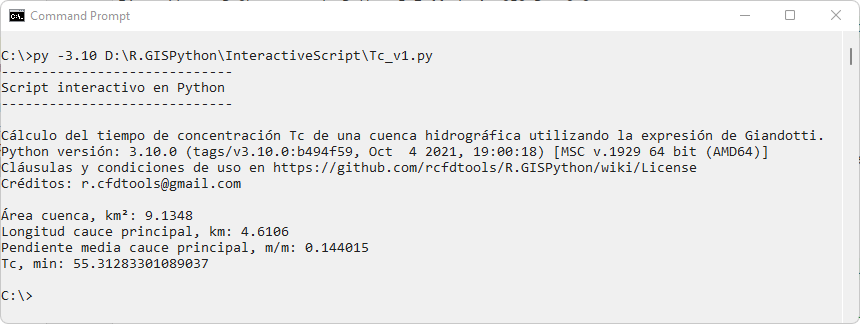 Command Prompt
C:\>py -3.10 D:\R.GISPython\InteractiveScript\Tc_v1.py
-----------------------------
Script interactivo en Python
-----------------------------
Cálculo del tiempo de concentración Tc de una cuenca hidrográfica utilizando la expresión de Giandotti.
Python versión: 3.10.0 (tags/v3.10.0:b494f59, Oct  4 2021, 19:00:18) [MSC v.1929 64 bit (AMD64)]
Cláusulas y condiciones de uso en https://github.com/rcfdtools/R.GISPython/wiki/License
Créditos: r.cfdtools@gmail.com
Área cuenca, km²: 9.1348
Longitud cauce principal, km: 4.6106
Pendiente media cauce principal, m/m: 0.144015
Tc, min: 55.31283301089037
C:\>